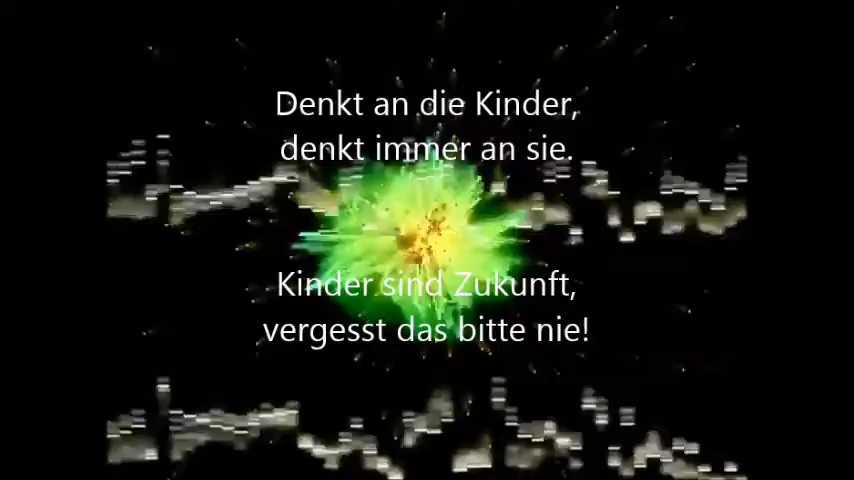 Denkt an die Kinder,
denkt immer an sie.
Kinder sind Zukunft,
vergesst das bitte nie!